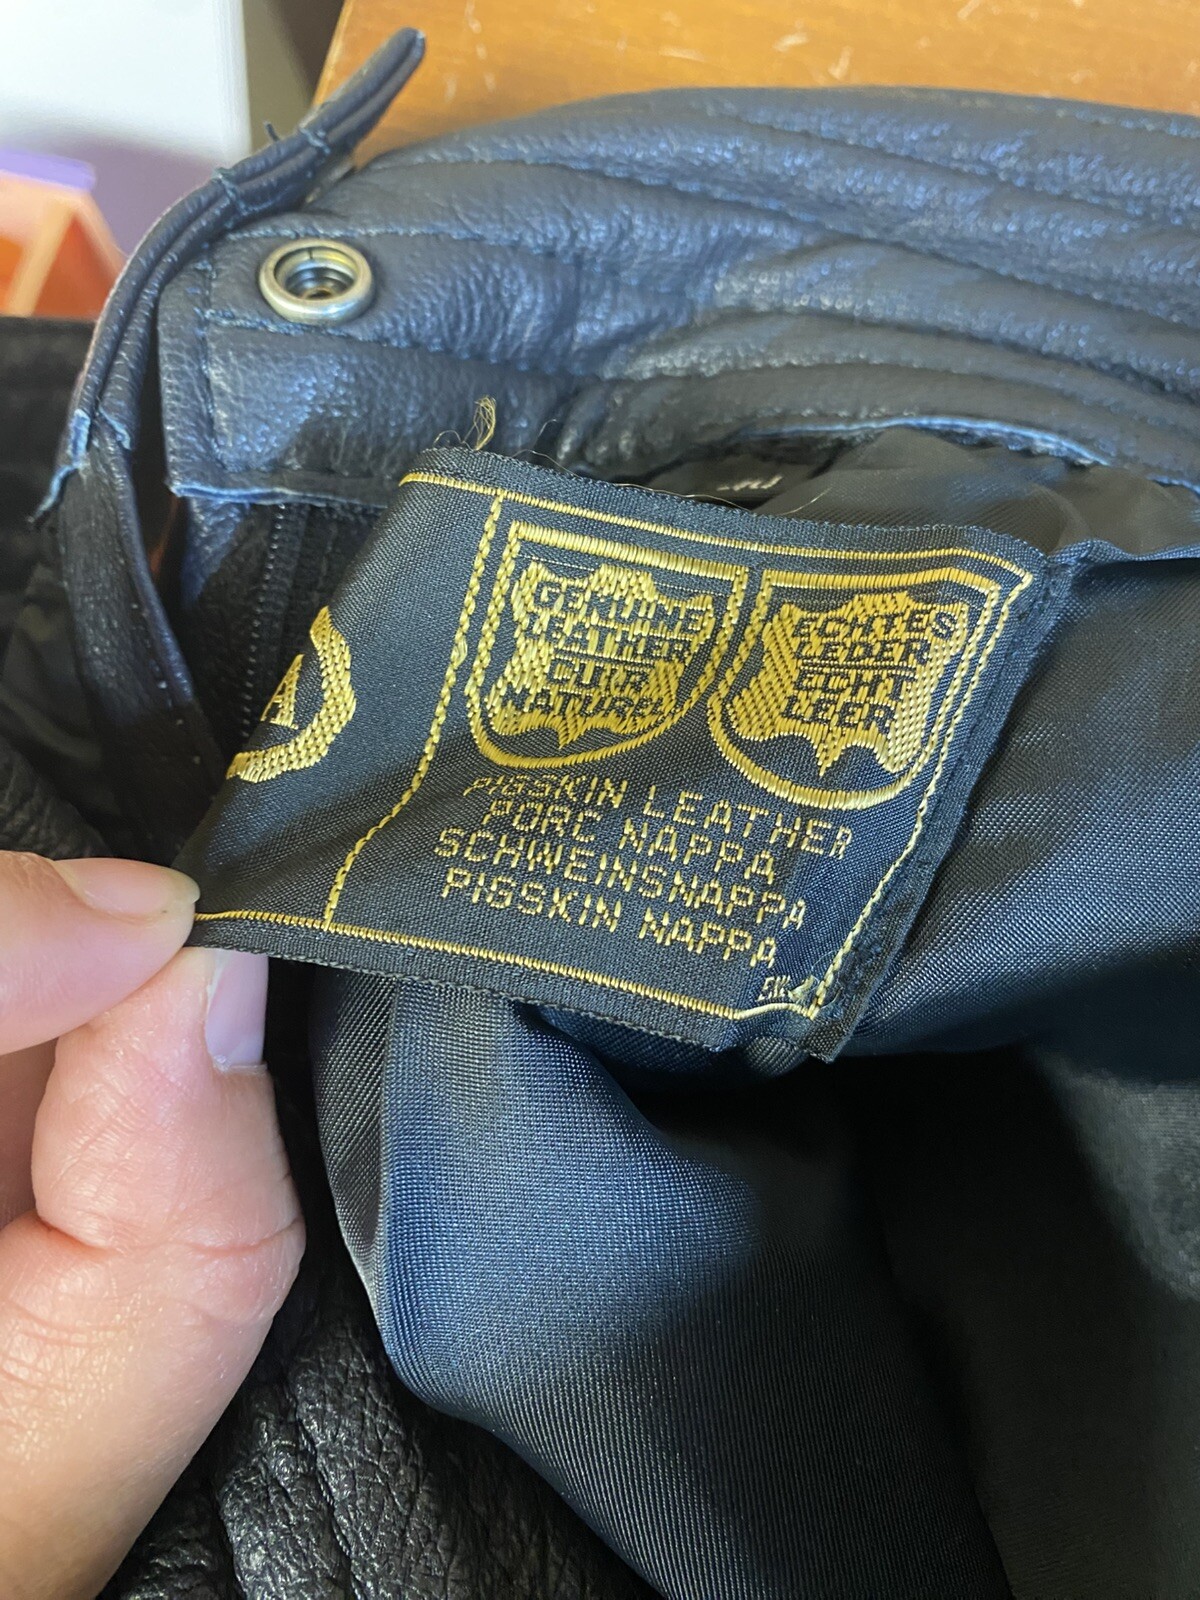 GENUINE
LEATHER
CUIR
NATUREL
ECHTES
LEDER
ECHT
LEER
PIGSKIN LEATHER
PORC NAPPA
SCHWEINSNAPPA
PIGSKIN NAPPA